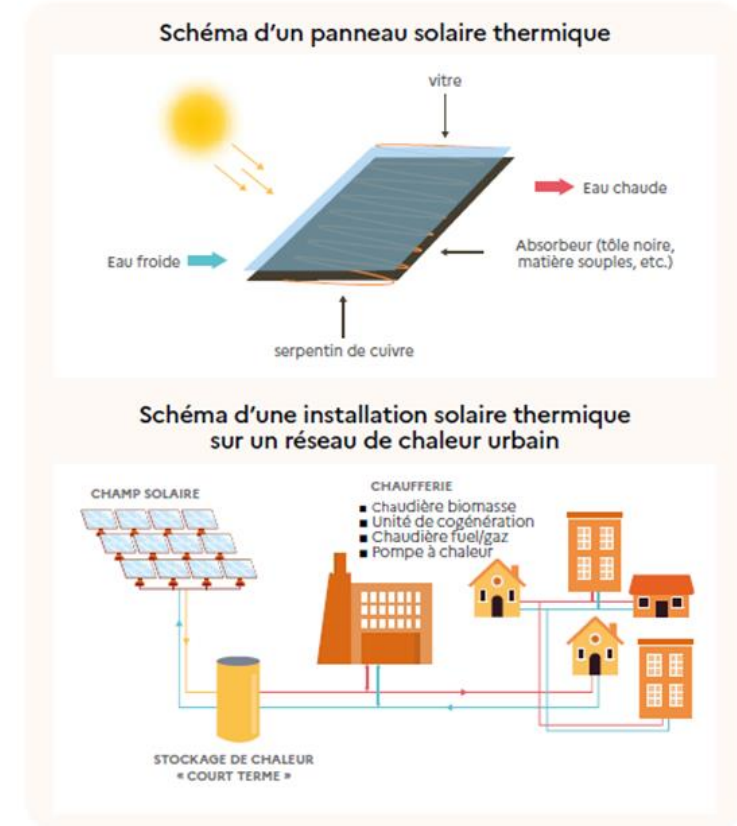 Schéma d'un panneau solaire thermique
vitre
Eau chaude
Absorbeur (tôle noire,
matière souples, etc.)
Eau froide
serpentin de cuivre
Schéma d'une installation solaire thermique
sur un réseau de chaleur urbain
CHAMP SOLAIRE
CHAUFFERIE
▪ Chaudière biomasse
▪ Unité de cogénération
▪ Chaudière fuel/gaz
▪ Pompe à chaleur
STOCKAGE DE CHALEUR
« COURT TERME »